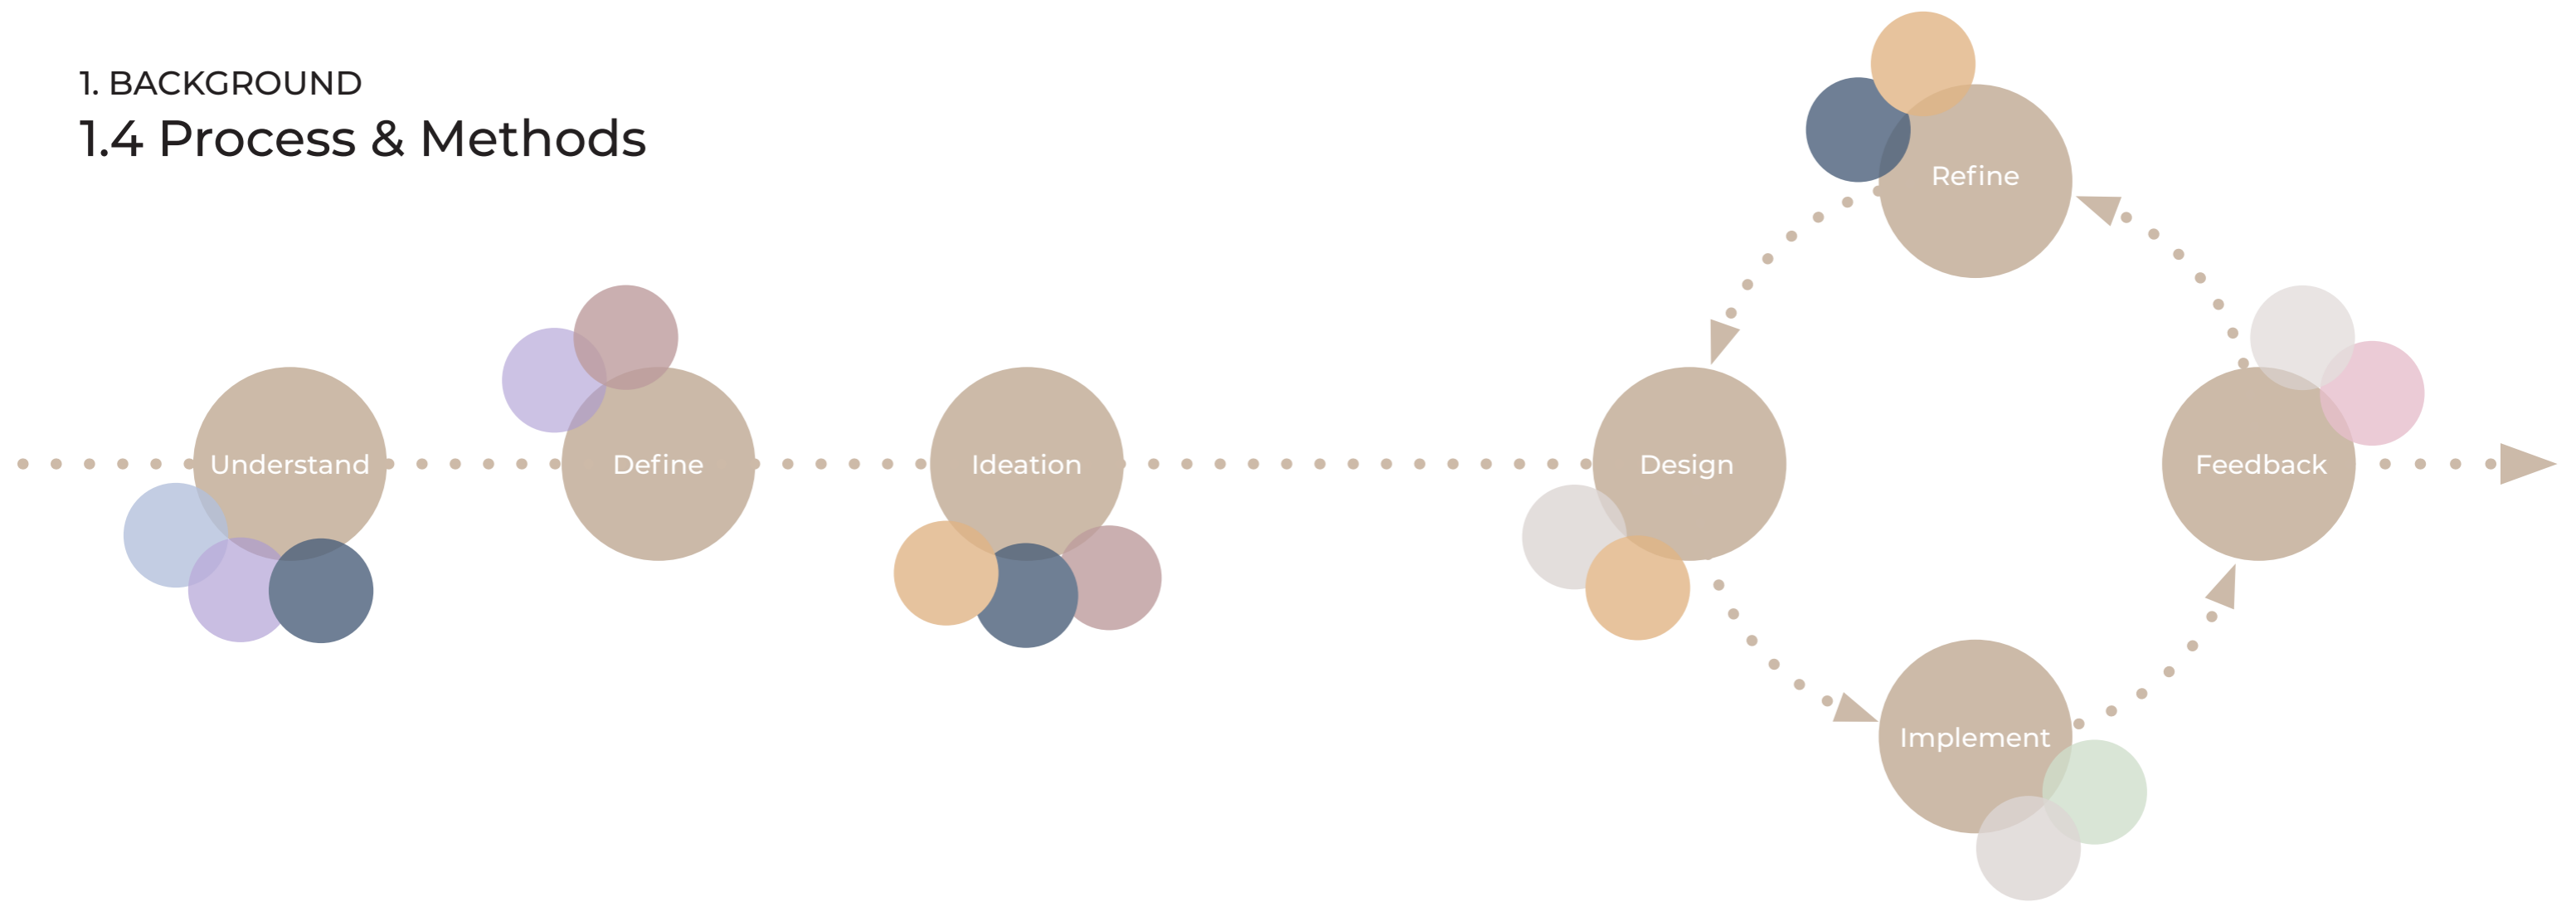 1. BACKGROUND
1.4 Process & Methods
Understand
Define
Ideation
Design
Refine
Implement
Feedback